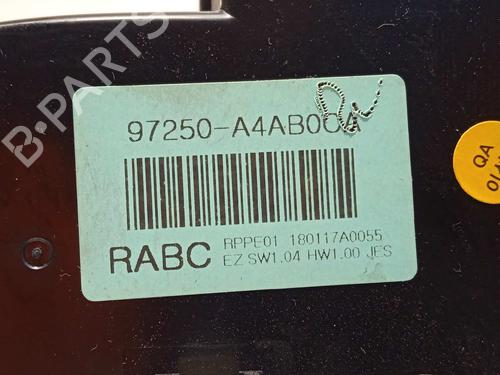 B-PARTS
97250-A4AB0CA
QA
RABC
RPPE01 180117A0055
EZ SW1.04 HW1.00 JES